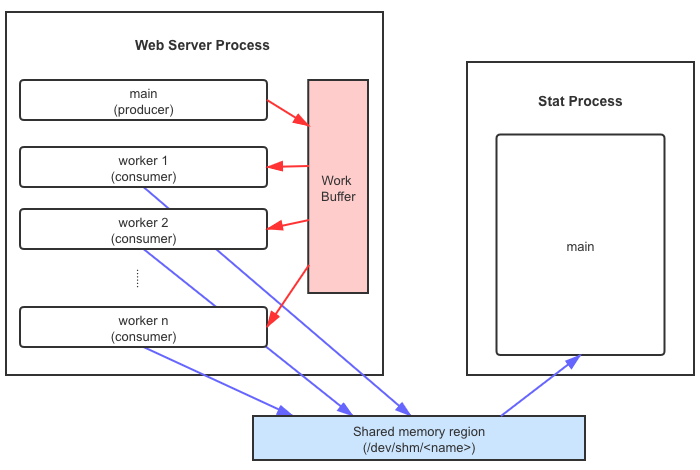 Web Server Process
main
(producer)
worker 1
(consumer)
worker 2
(consumer)
......
worker n
(consumer)
Work
Buffer
Stat Process
main
Shared memory region
(/dev/shm/<name>)